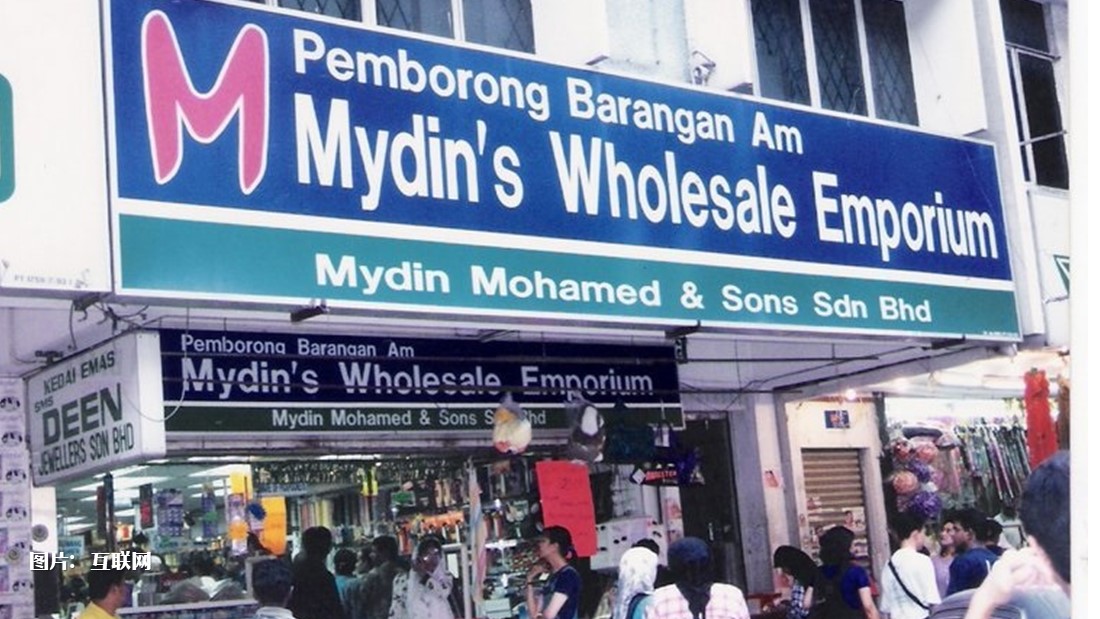 M
Pemborong Barangan Am
Mydin's Wholesale Emporium
Mydin Mohamed & Sons Sdn Bhd
Pemborong Barangan Am
Mydin's Wholesale Emporium
Mydin Mohamed & Sons Sdn Bhd
KEDAI EMAS
SMS
DEEN
JEWELLERS SDN BHD
图片：互联网